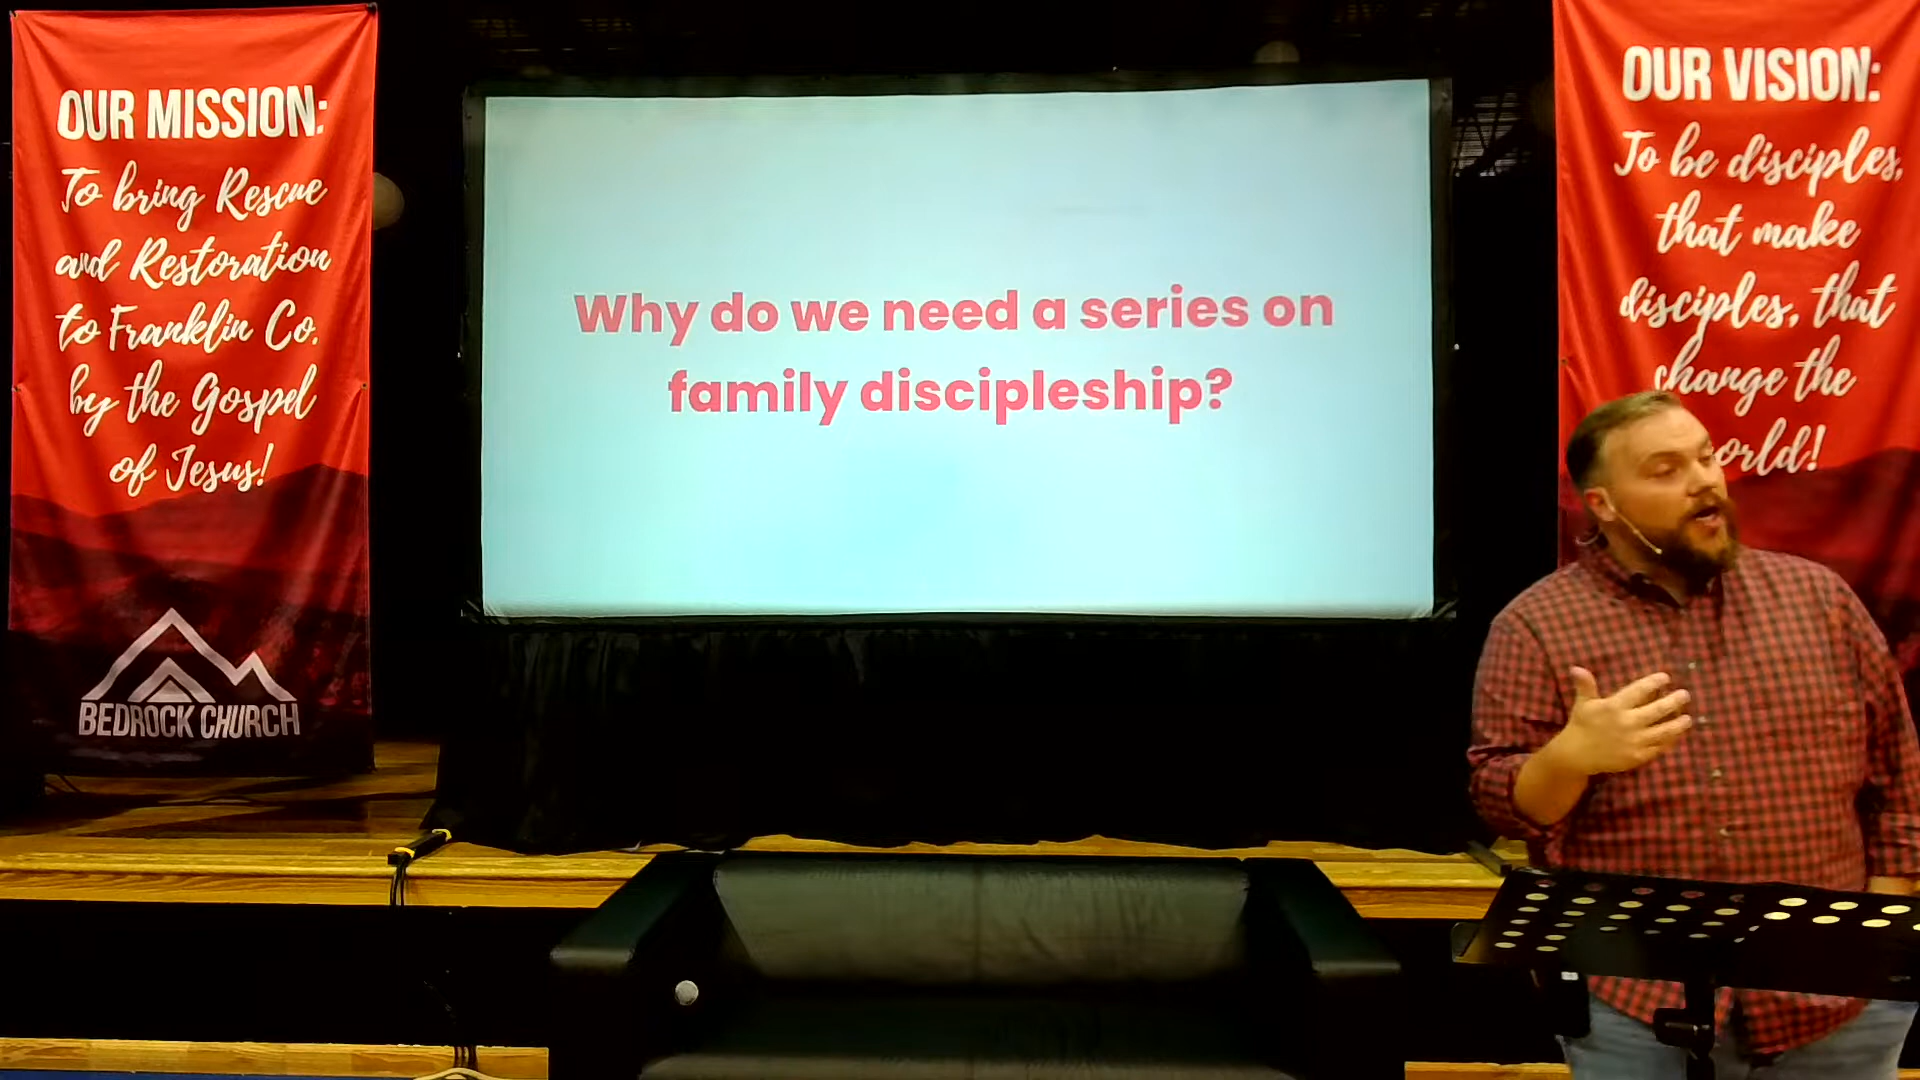 OUR MISSION:
To bring Rescue
and Restoration
to Franklin Co.
by the Gospel
of Jesus!
BEDROCK CHURCH
Why do we need a series on
family discipleship?
OUR VISION:
To be disciples,
that make
disciples, that
change the
orld!